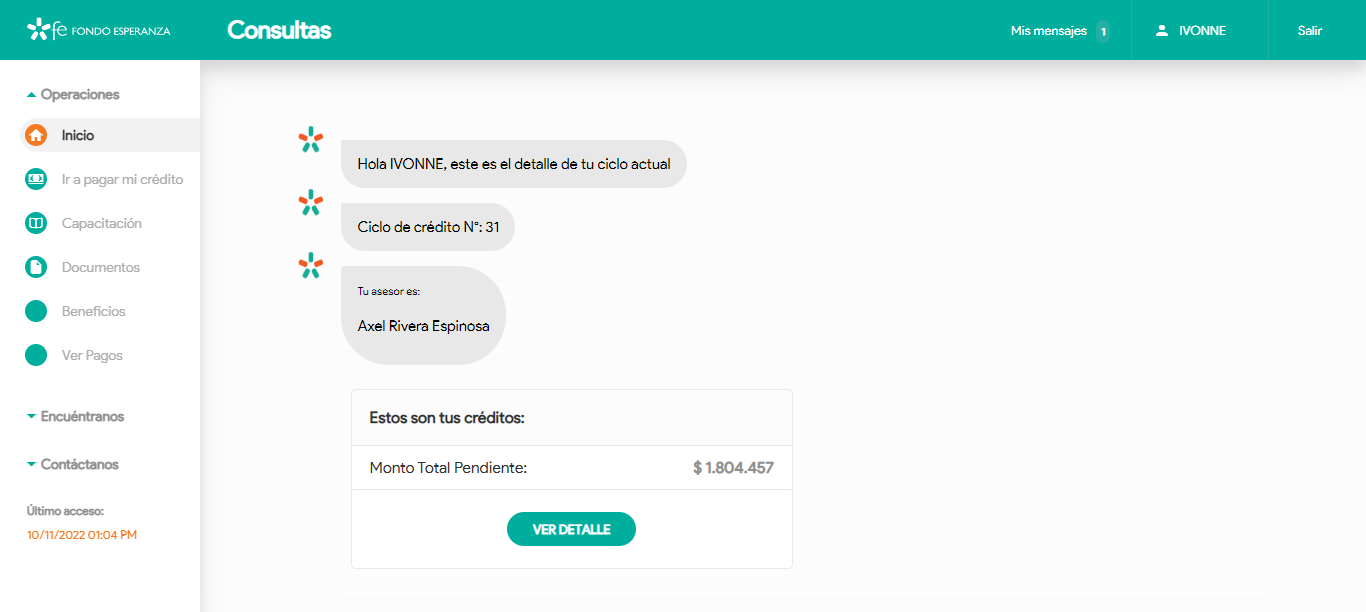 fe FONDO ESPERANZA
Consultas
Mis mensajes 1
IVONNE
Salir
Operaciones
Inicio
Ir a pagar mi crédito
Capacitación
Documentos
Beneficios
Ver Pagos
Encuéntranos
Contáctanos
Último acceso:
10/11/2022 01:04 PM
Hola IVONNE, este es el detalle de tu ciclo actual
Ciclo de crédito N°: 31
Tu asesor es:
Axel Rivera Espinosa
Estos son tus créditos:
Monto Total Pendiente: $ 1.804.457
VER DETALLE